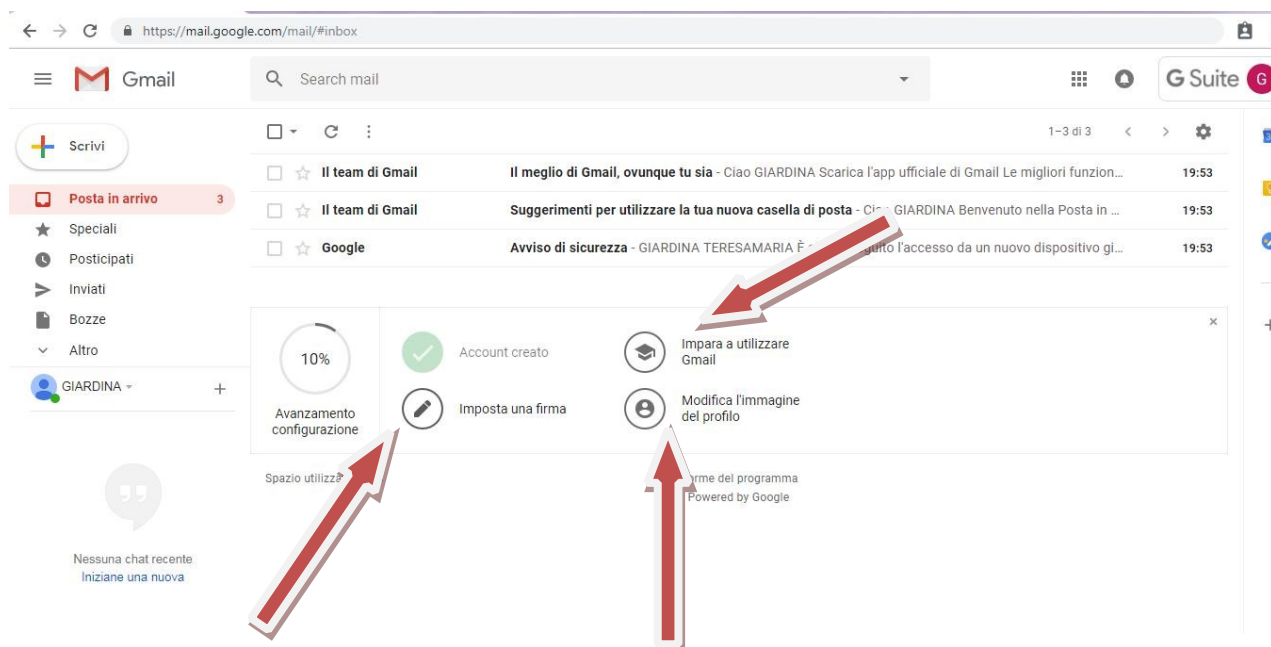 https://mail.google.com/mail/#inbox
Gmail
Search mail
G Suite
G
Scrivi
1–3 di 3
Il team di Gmail Il meglio di Gmail, ovunque tu sia - Ciao GIARDINA Scarica l'app ufficiale di Gmail Le migliori funzion... 19:53
Posta in arrivo 3
Il team di Gmail Suggerimenti per utilizzare la tua nuova casella di posta - GIARDINA Benvenuto nella Posta in ... 19:53
Speciali
Google Avviso di sicurezza - GIARDINA TERESAMARIA È l'accesso da un nuovo dispositivo gi... 19:53
Posticipati
Inviati
Bozze
Altro
GIARDINA
10%
Avanzamento
configurazione
Account creato
Imposta una firma
Impara a utilizzare
Gmail
Modifica l'immagine
del profilo
Spazio
del programma
Powered by Google
Nessuna chat recente
Iniziane una nuova